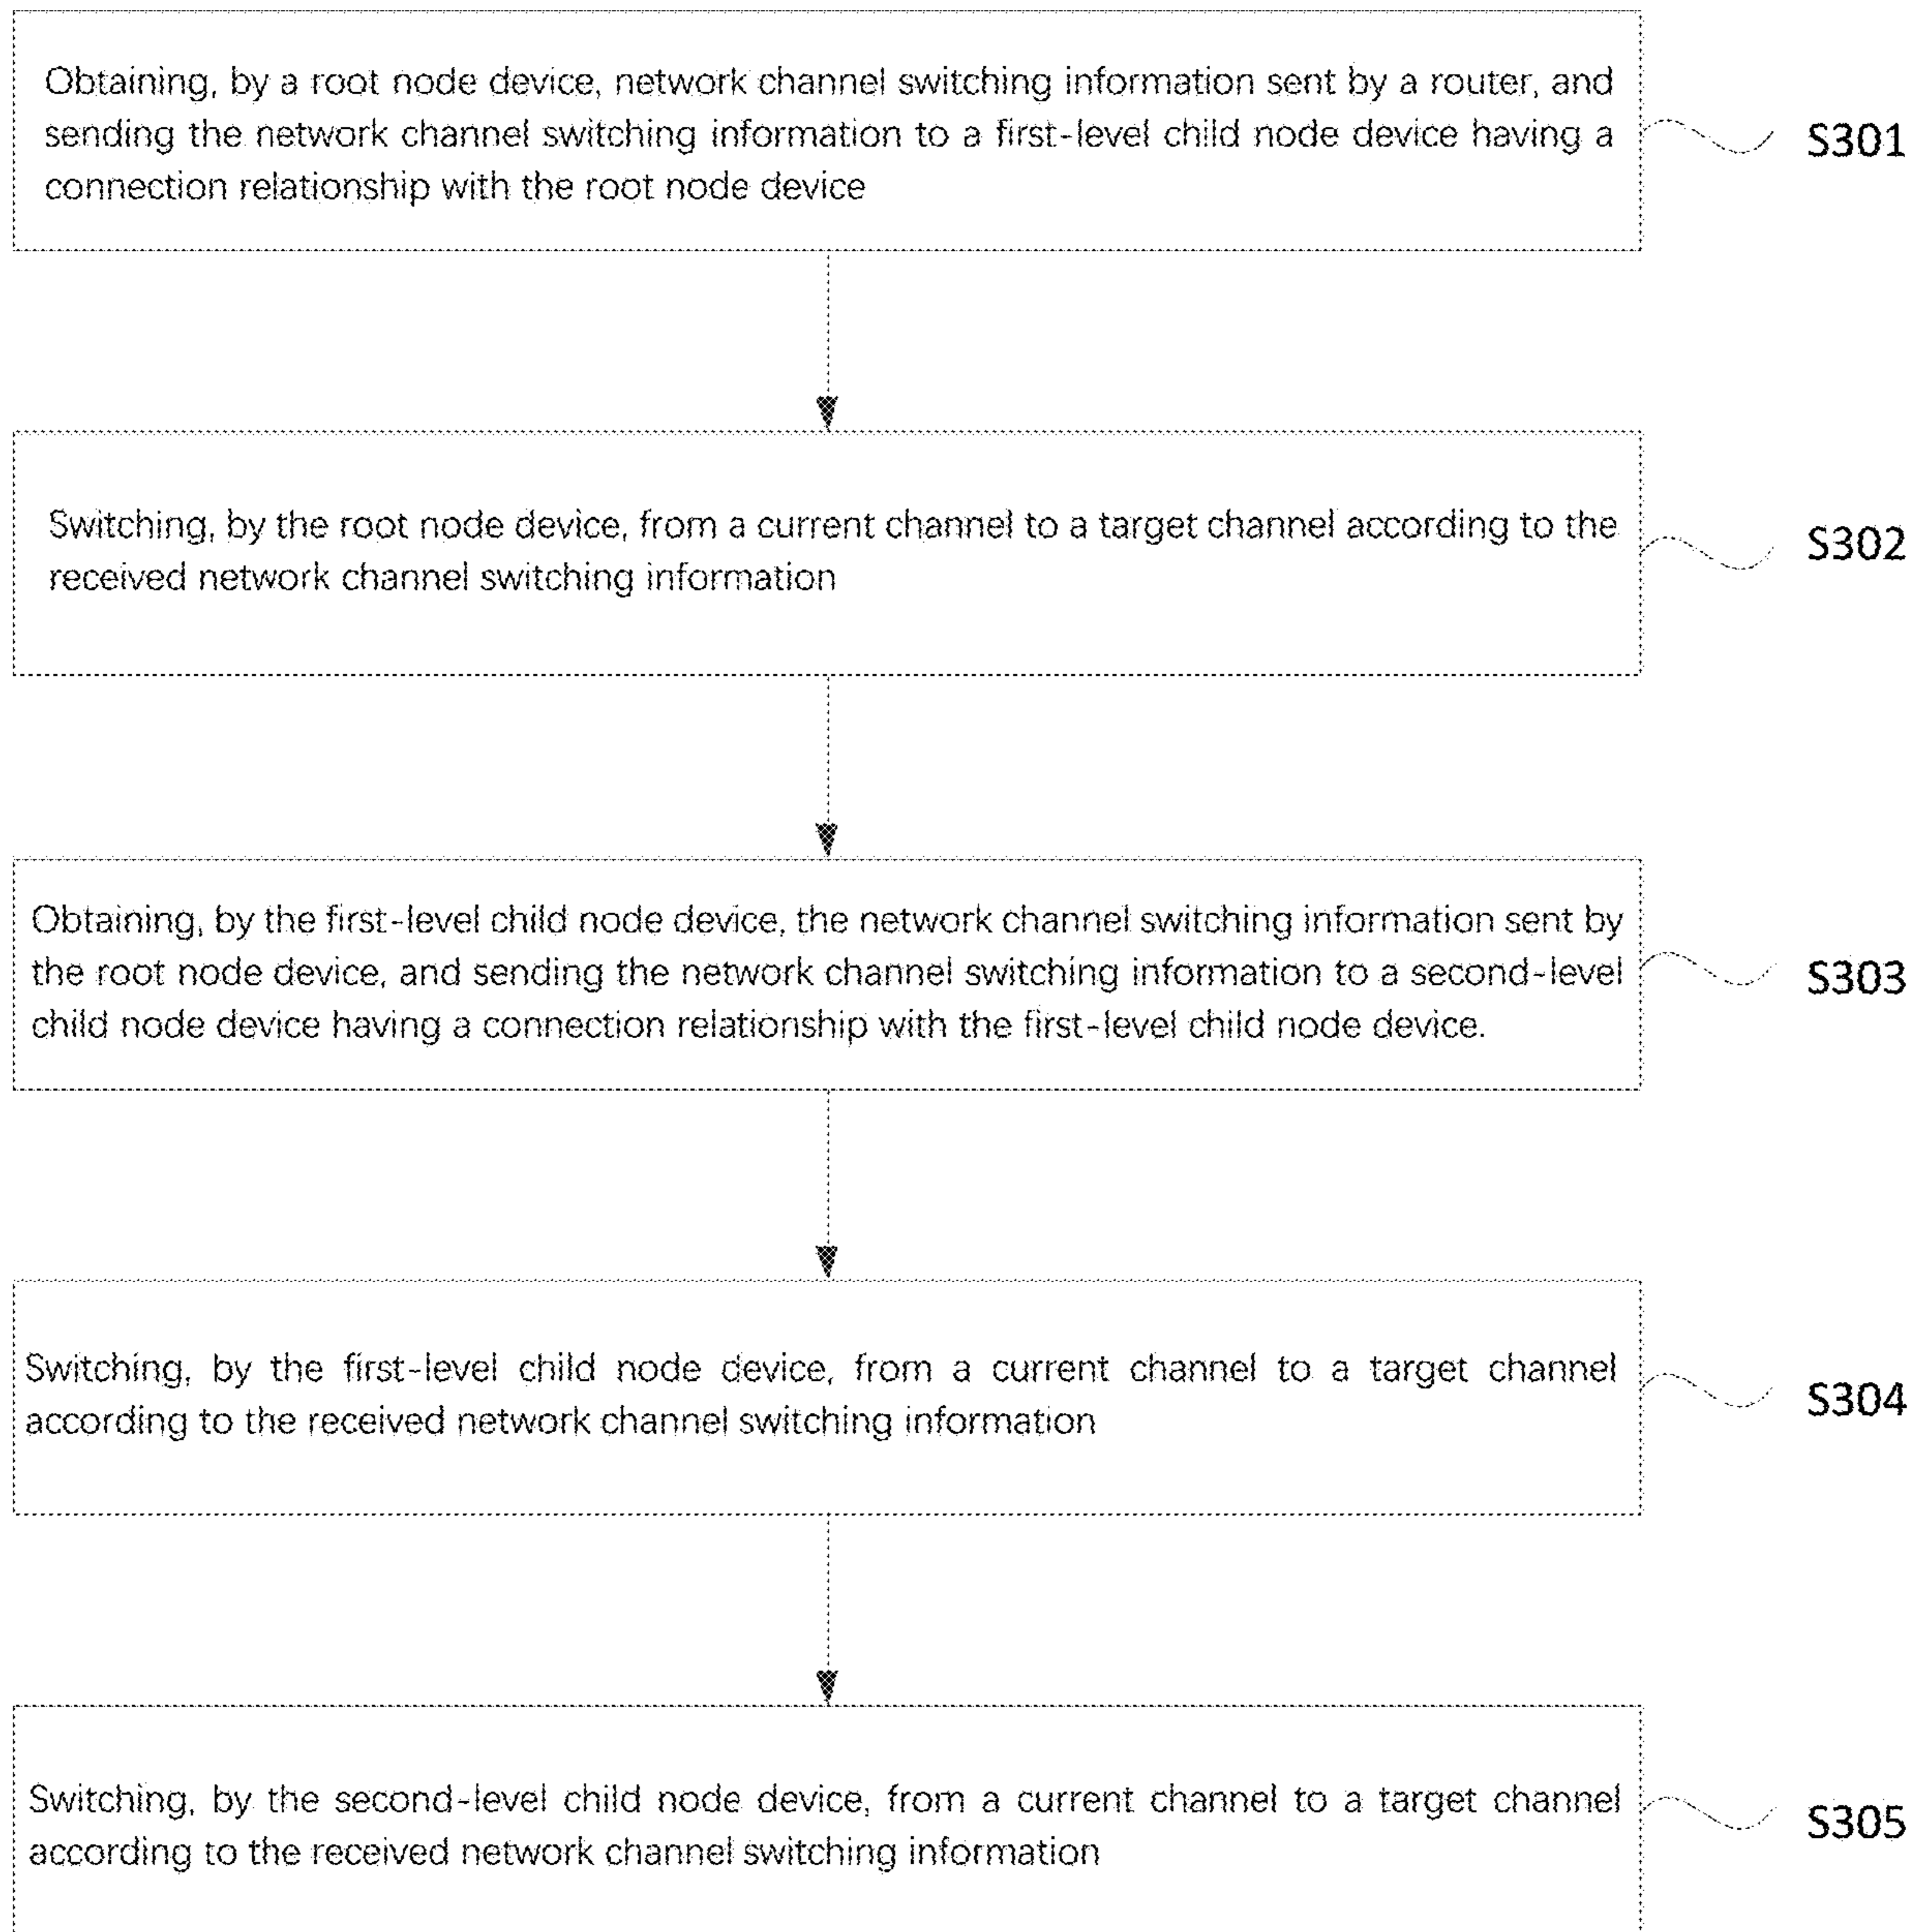 Obtaining, by a root node device, network channel switching information sent by a router, and
sending the network channel switching information to a first-level child node device having a
connection relationship with the root node device
S301
Switching, by the root node device, from a current channel to a target channel according to the
received network channel switching information
S302
Obtaining, by the first-level child node device, the network channel switching information sent by
the root node device, and sending the network channel switching information to a second-level
child node device having a connection relationship with the first-level child node device.
S303
Switching, by the first-level child node device, from a current channel to a target channel
according to the received network channel switching information
S304
Switching, by the second-level child node device, from a current channel to a target channel
according to the received network channel switching information
S305